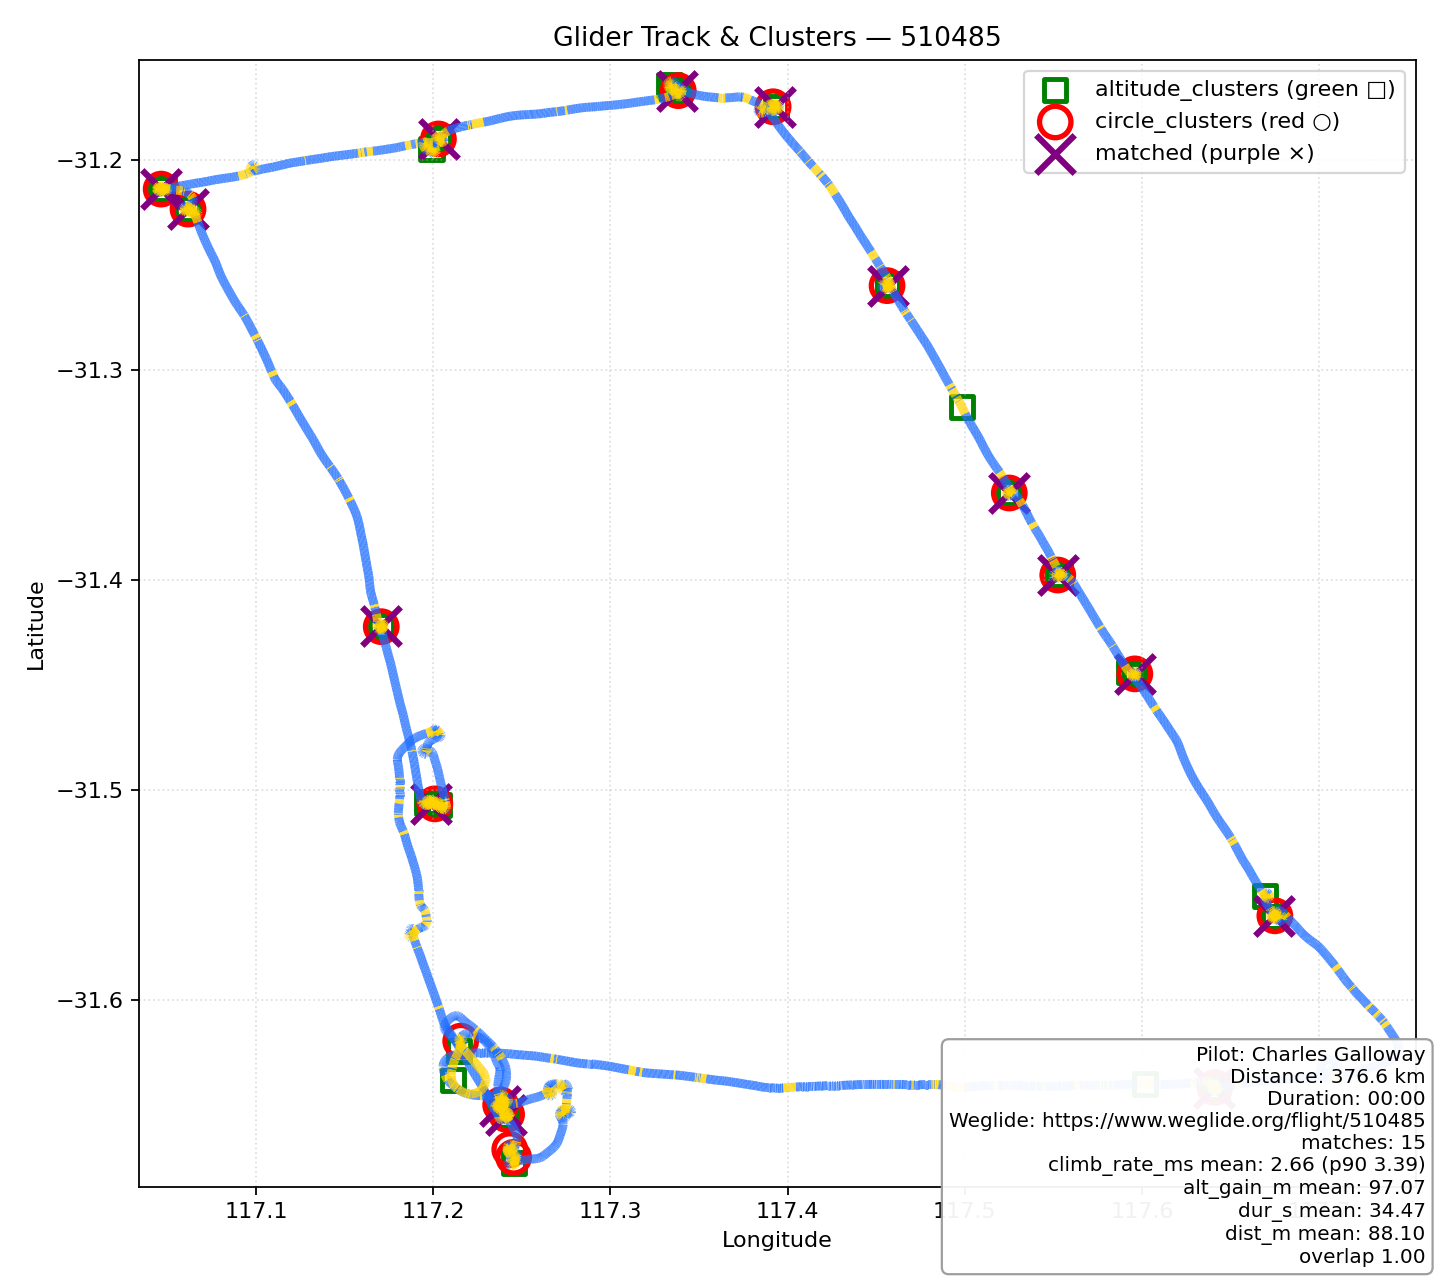 Glider Track & Clusters — 510485
altitude_clusters (green □)
circle_clusters (red ○)
matched (purple ×)
Latitude
−31.2
−31.3
−31.4
−31.5
−31.6
117.1
117.2
117.3
117.4
117.5
117.6
Longitude
Pilot: Charles Galloway
Distance: 376.6 km
Duration: 00:00
Weglide: https://www.weglide.org/flight/510485
matches: 15
climb_rate_ms mean: 2.66 (p90 3.39)
alt_gain_m mean: 97.07
dur_s mean: 34.47
dist_m mean: 88.10
overlap 1.00